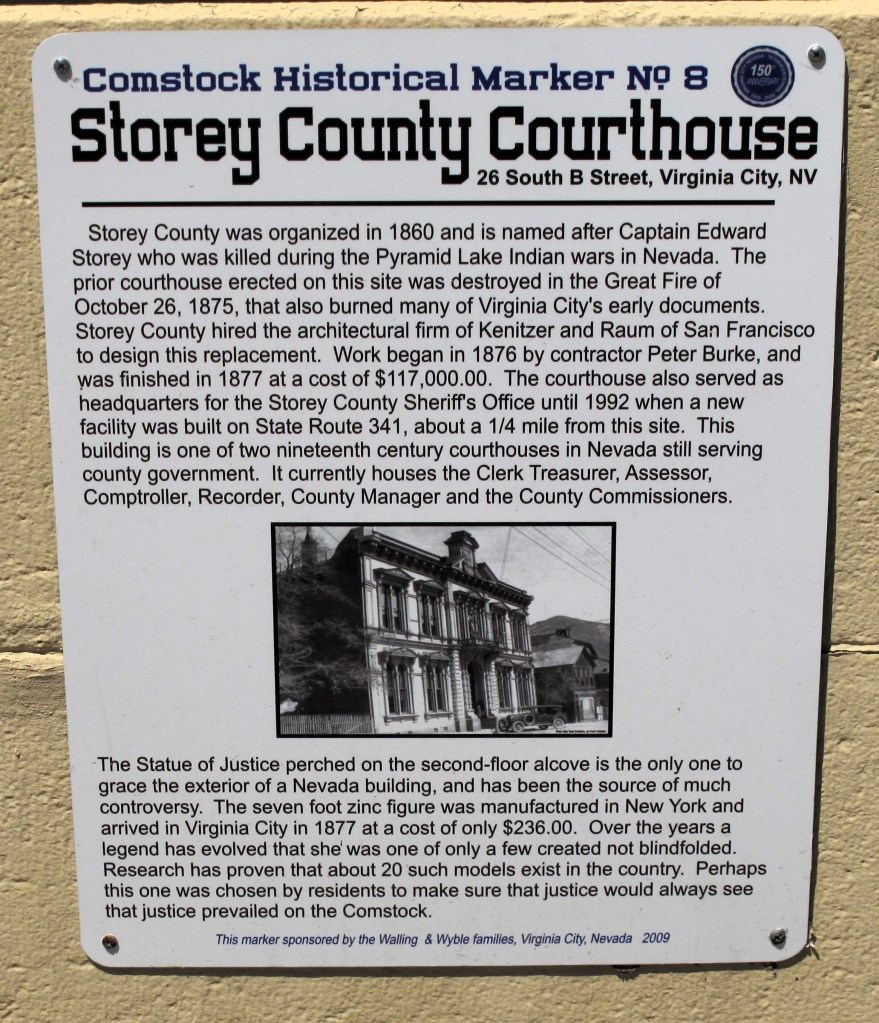 Comstock Historical Marker Nº 8
150th
ANNIVERSARY
Storey County Courthouse
26 South B Street, Virginia City, NV
Storey County was organized in 1860 and is named after Captain Edward
Storey who was killed during the Pyramid Lake Indian wars in Nevada. The
prior courthouse erected on this site was destroyed in the Great Fire of
October 26, 1875, that also burned many of Virginia City's early documents.
Storey County hired the architectural firm of Kenitzer and Raum of San Francisco
to design this replacement. Work began in 1876 by contractor Peter Burke, and
was finished in 1877 at a cost of $117,000.00. The courthouse also served as
headquarters for the Storey County Sheriff's Office until 1992 when a new
facility was built on State Route 341, about a 1/4 mile from this site. This
building is one of two nineteenth century courthouses in Nevada still serving
county government. It currently houses the Clerk Treasurer, Assessor,
Comptroller, Recorder, County Manager and the County Commissioners.
The Statue of Justice perched on the second-floor alcove is the only one to
grace the exterior of a Nevada building, and has been the source of much
controversy. The seven foot zinc figure was manufactured in New York and
arrived in Virginia City in 1877 at a cost of only $236.00. Over the years a
legend has evolved that she was one of only a few created not blindfolded.
Research has proven that about 20 such models exist in the country. Perhaps
this one was chosen by residents to make sure that justice would always see
that justice prevailed on the Comstock.
This marker sponsored by the Walling & Wyble families, Virginia City, Nevada 2009